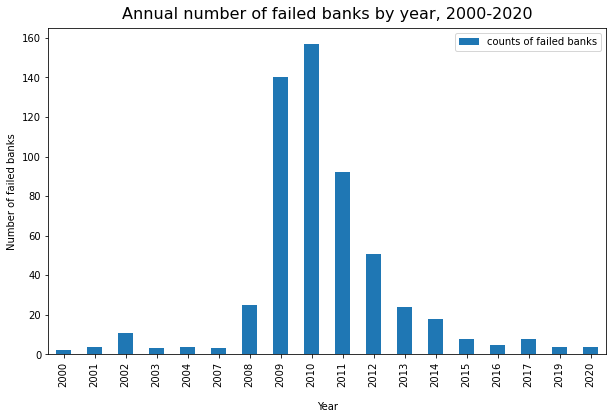 Annual number of failed banks by year, 2000-2020
counts of failed banks
Number of failed banks
160
140
120
100
80
60
40
20
0
2000 2001 2002 2003 2004 2007 2008 2009 2010 2011 2012 2013 2014 2015 2016 2017 2019 2020
Year